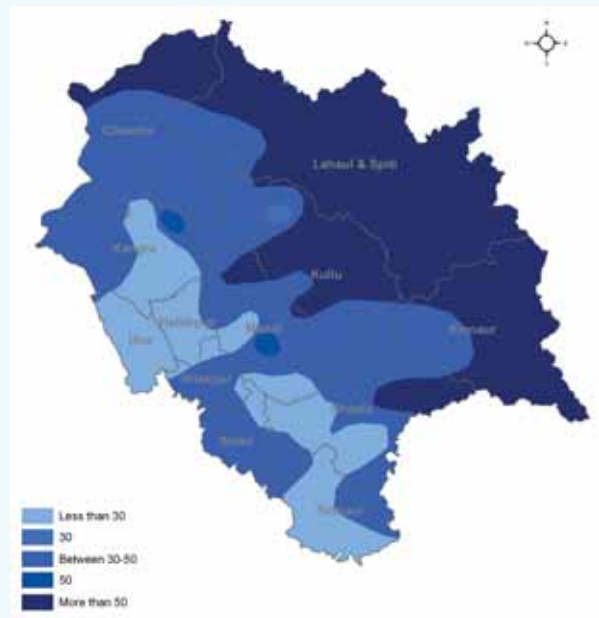 N
Chamba
Lahaul & Spiti
Kangra
Kullu
Hamirpur
Mandi
Kinnaur
Una
Bilaspur
Shimla
Solan
Sirmaur
Less than 30
30
Between 30-50
50
More than 50